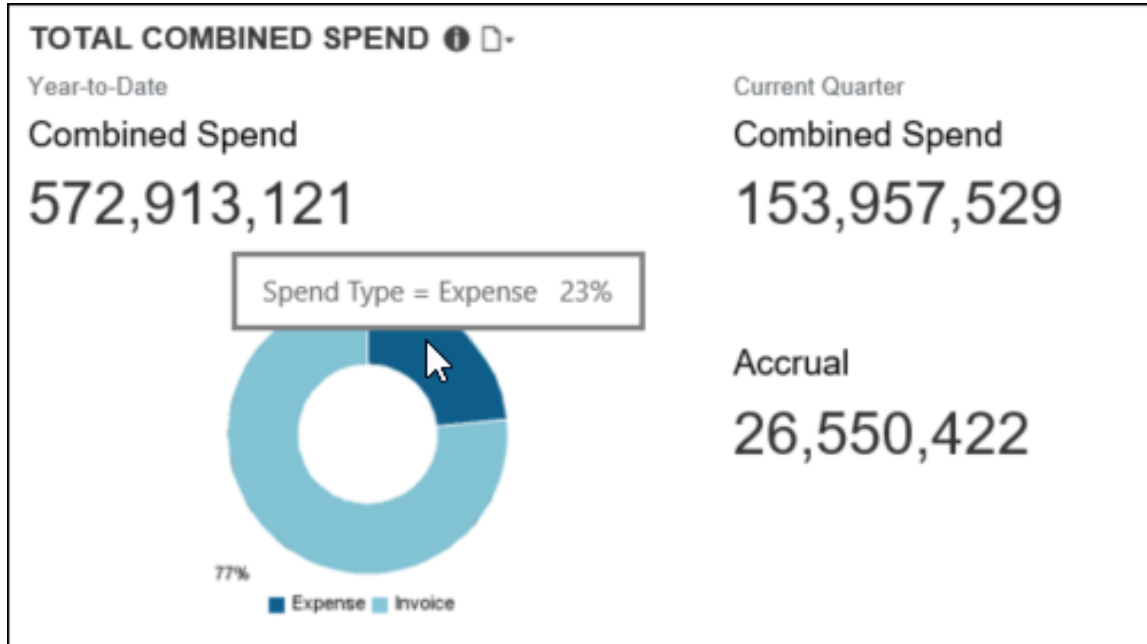 TOTAL COMBINED SPEND
Year-to-Date
Combined Spend
572,913,121
Current Quarter
Combined Spend
153,957,529
Spend Type = Expense 23%
Accrual
26,550,422
77%
Expense Invoice